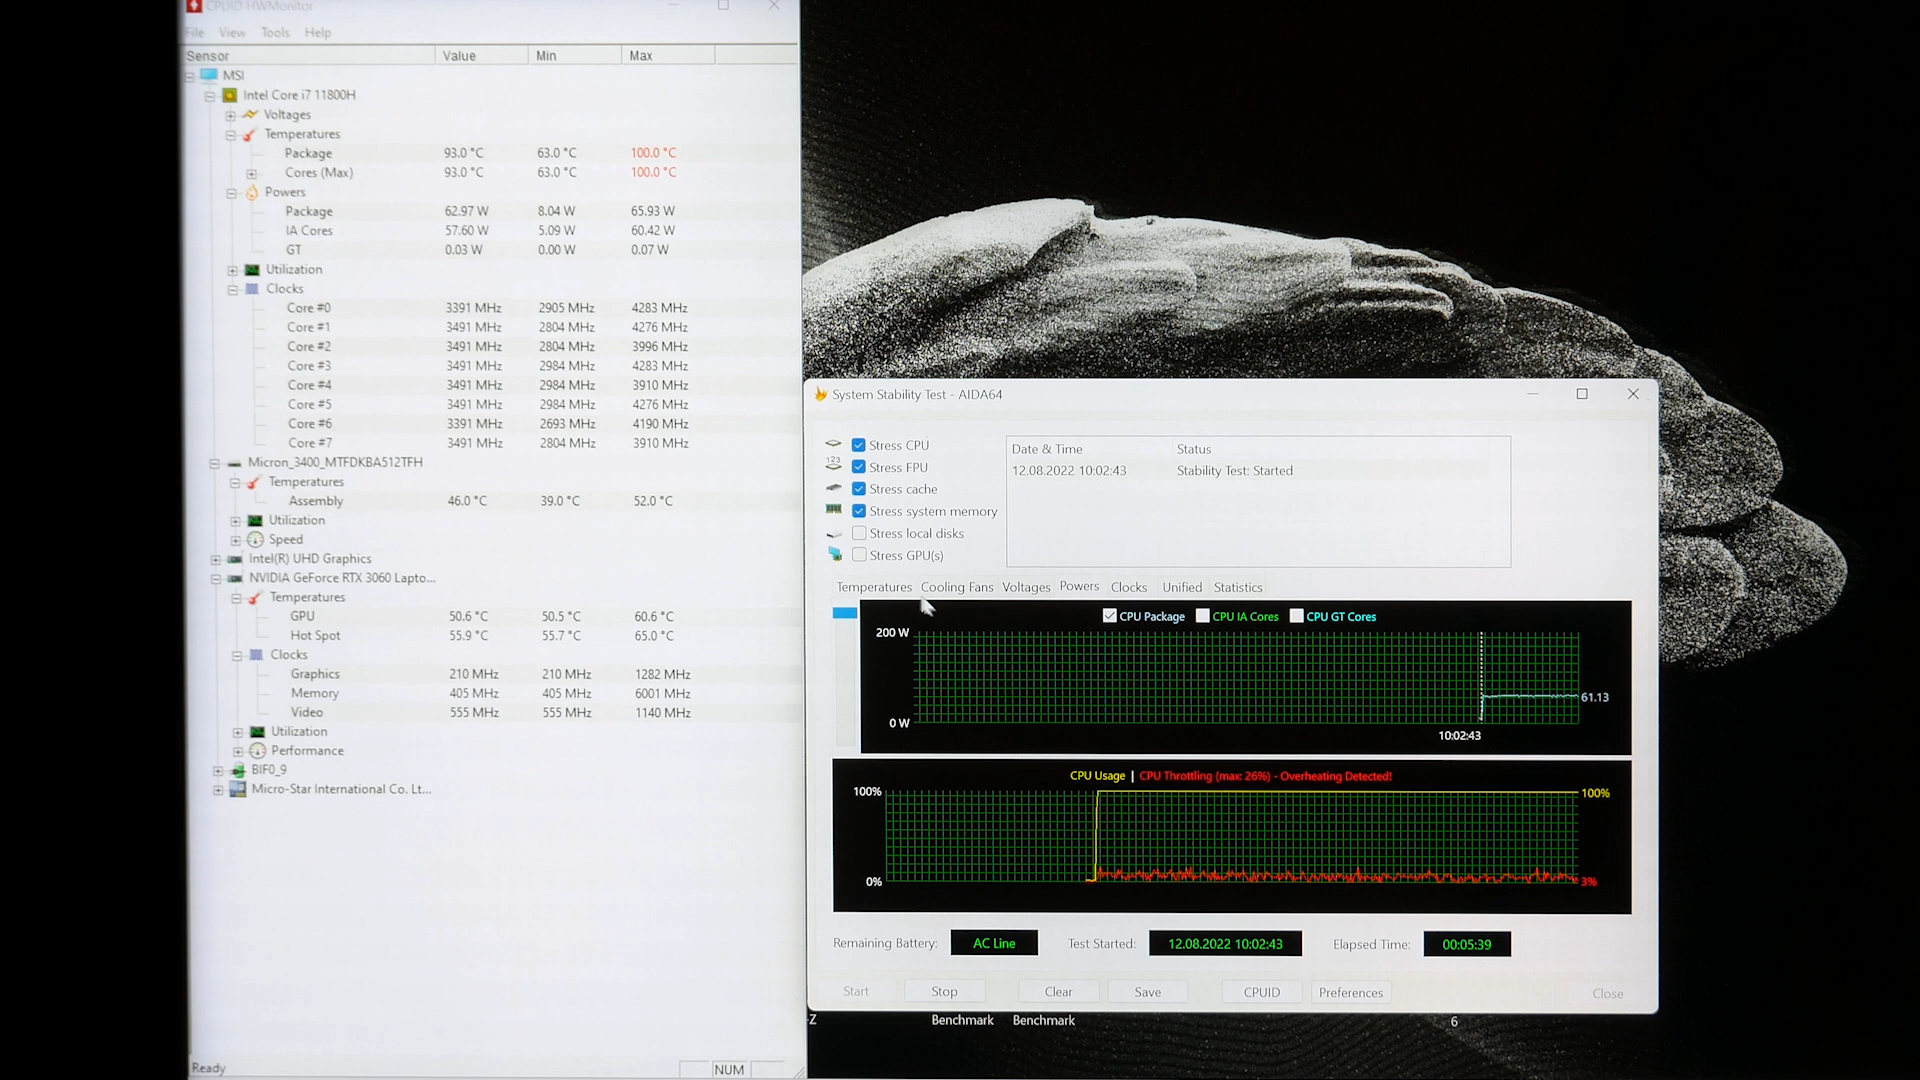 CPUID HWMonitor
File View Tools Help
Sensor Value Min Max
MSI
Intel Core i7 11800H
Voltages
Temperatures
Package 93.0 °C 63.0 °C 100.0 °C
Cores (Max) 93.0 °C 63.0 °C 100.0 °C
Powers
Package 62.97 W 8.04 W 65.93 W
IA Cores 57.60 W 5.09 W 60.42 W
GT 0.03 W 0.00 W 0.07 W
Utilization
Clocks
Core #0 3391 MHz 2905 MHz 4283 MHz
Core #1 3491 MHz 2804 MHz 4276 MHz
Core #2 3491 MHz 2804 MHz 3996 MHz
Core #3 3491 MHz 2984 MHz 4283 MHz
Core #4 3491 MHz 2984 MHz 3910 MHz
Core #5 3491 MHz 2984 MHz 4276 MHz
Core #6 3391 MHz 2693 MHz 4190 MHz
Core #7 3491 MHz 2804 MHz 3910 MHz
Micron_3400_MTFDKBA512TFH
Temperatures
Assembly 46.0 °C 39.0 °C 52.0 °C
Utilization
Speed
Intel(R) UHD Graphics
NVIDIA GeForce RTX 3060 Lapto...
Temperatures
GPU 50.6 °C 50.5 °C 60.6 °C
Hot Spot 55.9 °C 55.7 °C 65.0 °C
Clocks
Graphics 210 MHz 210 MHz 1282 MHz
Memory 405 MHz 405 MHz 6001 MHz
Video 555 MHz 555 MHz 1140 MHz
Utilization
Performance
BIF0_9
Micro-Star International Co. Lt...
Ready NUM
System Stability Test - AIDA64
Stress CPU
123 Stress FPU
Stress cache
Stress system memory
Stress local disks
Stress GPU(s)
Date & Time Status
12.08.2022 10:02:43 Stability Test: Started
Temperatures Cooling Fans Voltages Powers Clocks Unified Statistics
CPU Package CPU IA Cores CPU GT Cores
200 W
61.13
0 W
10:02:43
CPU Usage | CPU Throttling (max: 26%) - Overheating Detected!
100% 100%
0% 3%
Remaining Battery: AC Line Test Started: 12.08.2022 10:02:43 Elapsed Time: 00:05:39
Start Stop Clear Save CPUID Preferences Close
-Z Benchmark Benchmark 6